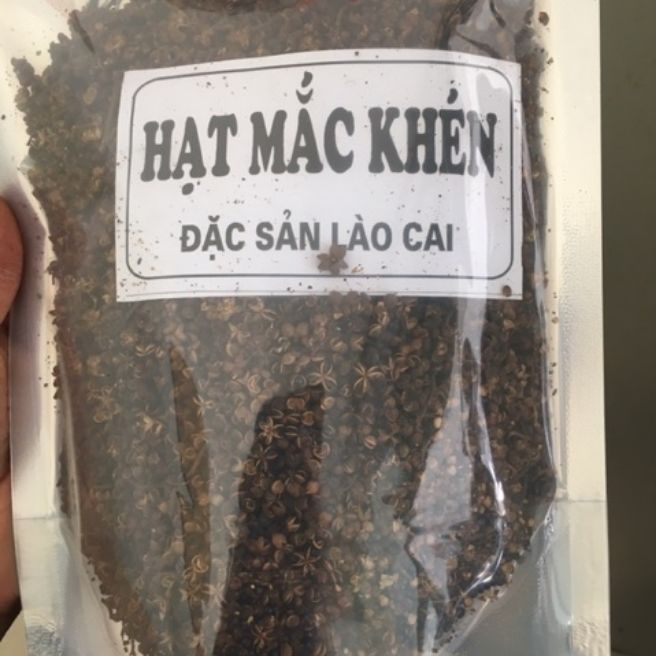 HẠT MẮC KHÉN
ĐẶC SẢN LÀO CAI